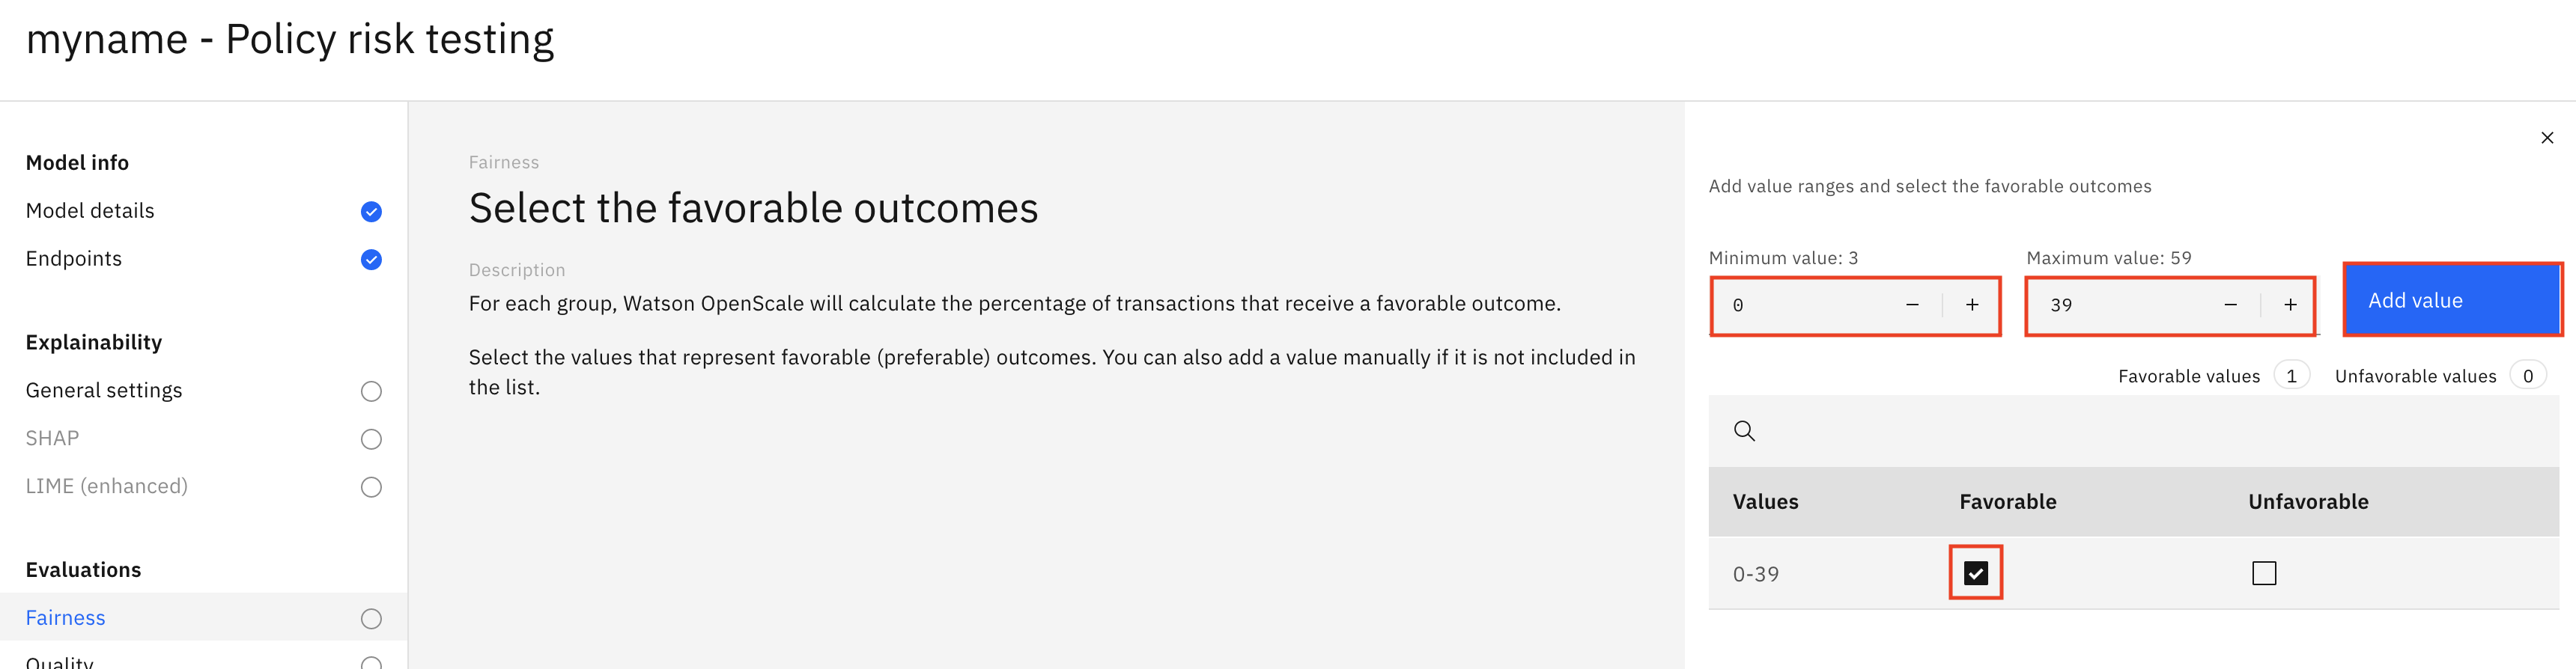 myname - Policy risk testing
Model info
Model details
Endpoints
Explainability
General settings
SHAP
LIME (enhanced)
Evaluations
Fairness
Quality
Fairness
Select the favorable outcomes
Description
For each group, Watson OpenScale will calculate the percentage of transactions that receive a favorable outcome.
Select the values that represent favorable (preferable) outcomes. You can also add a value manually if it is not included in
the list.
Add value ranges and select the favorable outcomes
Minimum value: 3 Maximum value: 59
0 39 Add value
Favorable values 1 Unfavorable values 0
Values Favorable Unfavorable
0-39